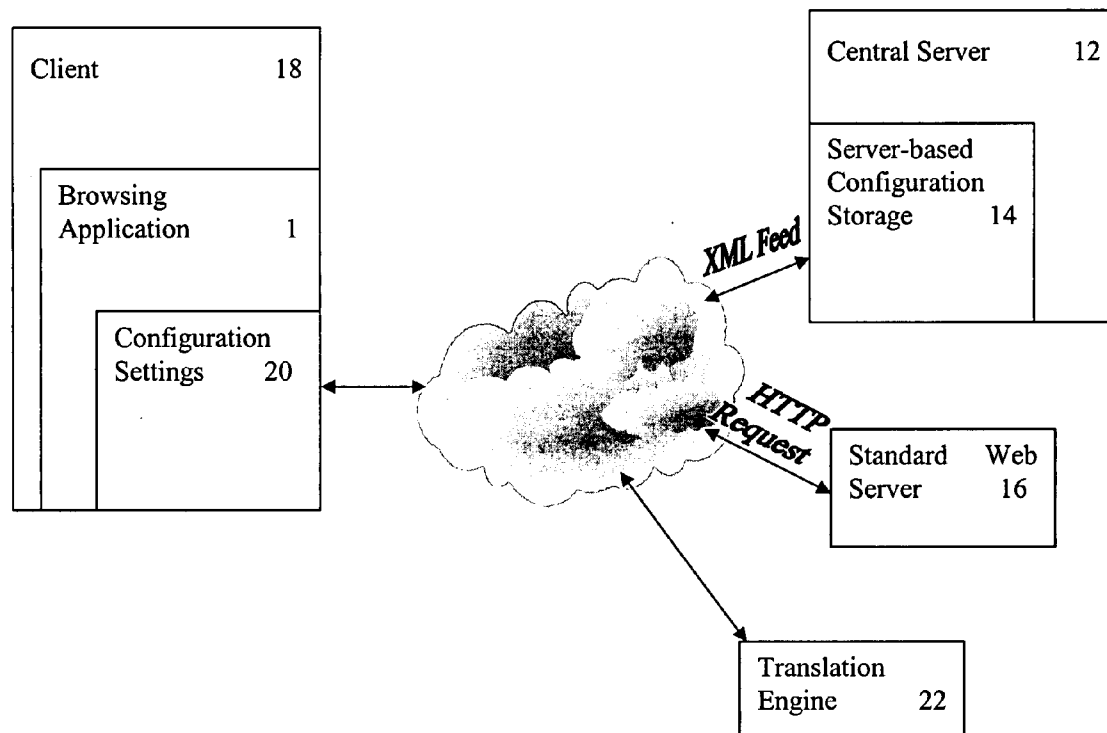 Client 18
Browsing
Application 1
Configuration
Settings 20
Central Server 12
Server-based
Configuration
Storage 14
XML Feed
HTTP
Request
Standard Web
Server 16
Translation
Engine 22